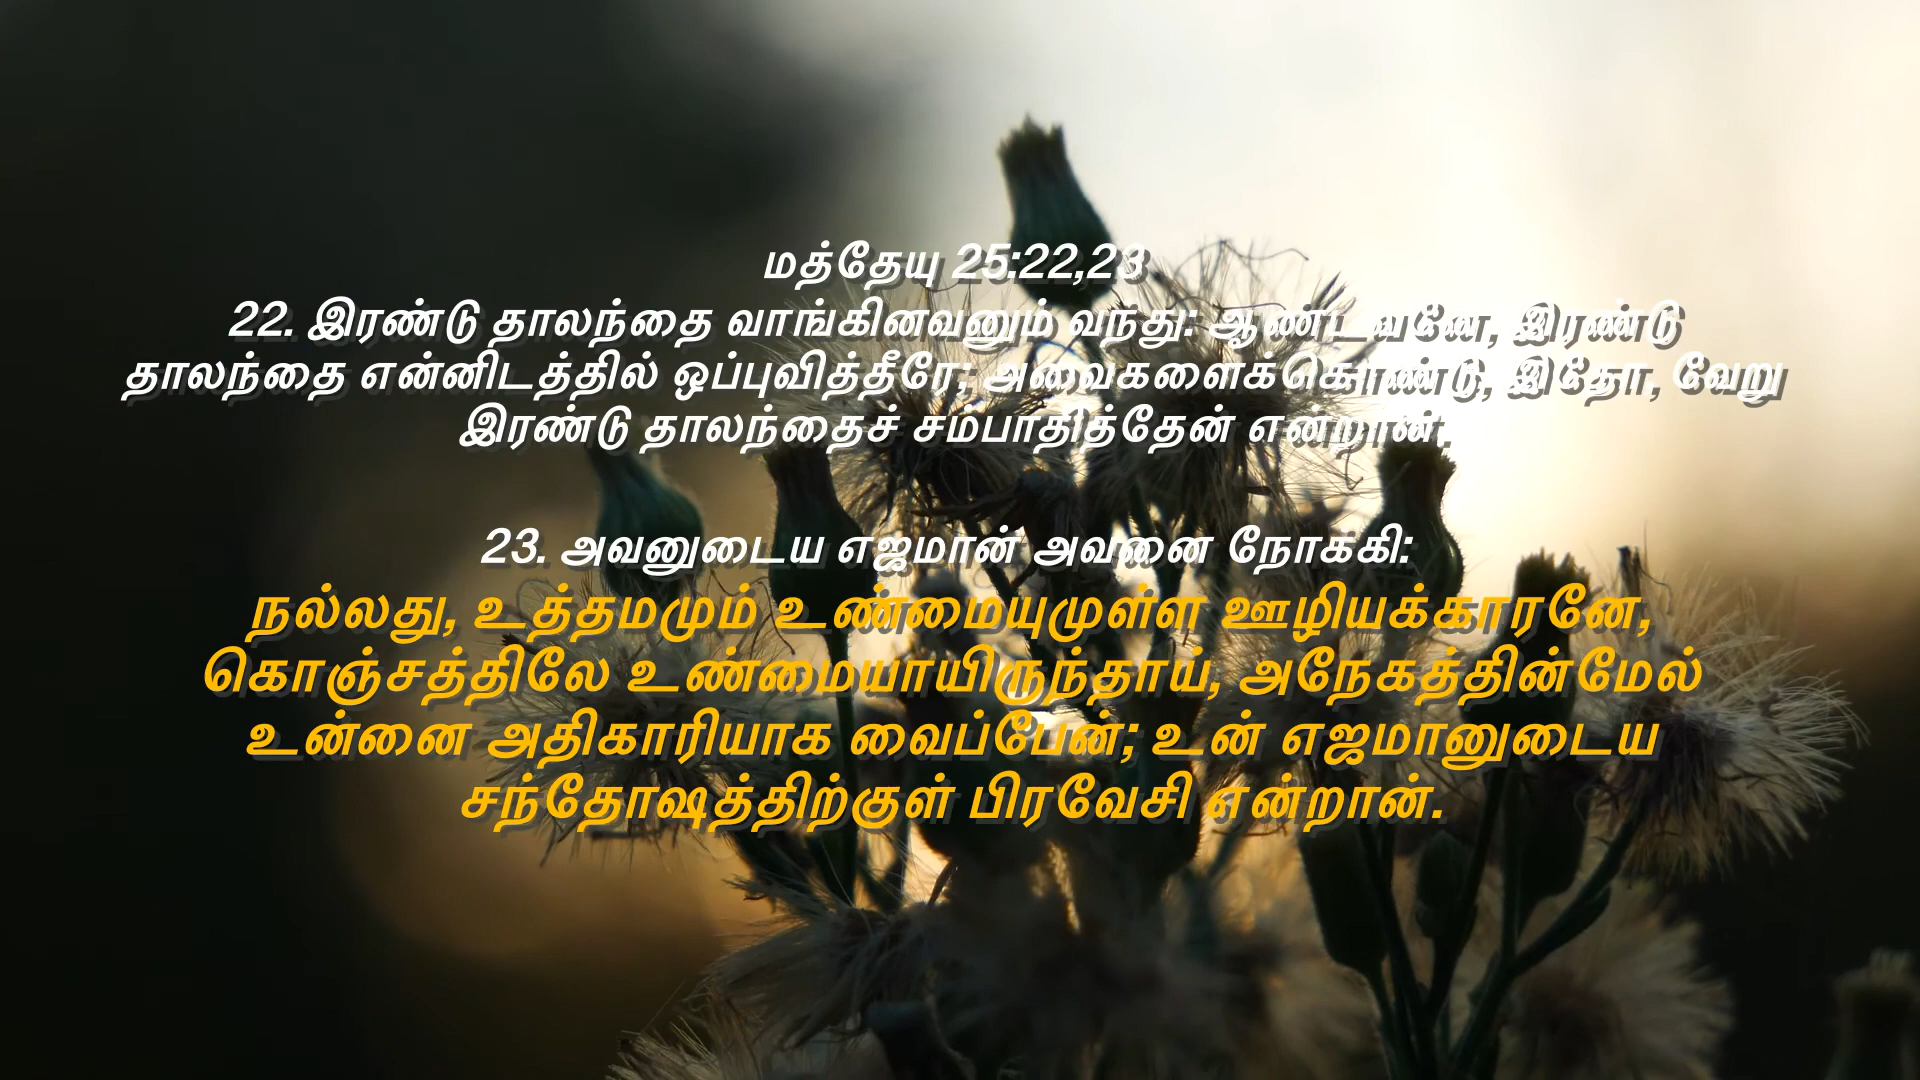 மத்தேயு 25:22,23
22. இரண்டு தாலந்தை வாங்கினவனும் வந்து: ஆண்டவனே, இரண்டு
தாலந்தை என்னிடத்தில் ஒப்புவித்தீரே; அவைகளைக்கொண்டு, இதோ, வேறு
இரண்டு தாலந்தைச் சம்பாதித்தேன் என்றான்.
23. அவனுடைய எஜமான் அவனை நோக்கி:
நல்லது, உத்தமமும் உண்மையுமுள்ள ஊழியக்காரனே,
கொஞ்சத்திலே உண்மையாயிருந்தாய், அநேகத்தின்மேல்
உன்னை அதிகாரியாக வைப்பேன்; உன் எஜமானுடைய
சந்தோஷத்திற்குள் பிரவேசி என்றான்.